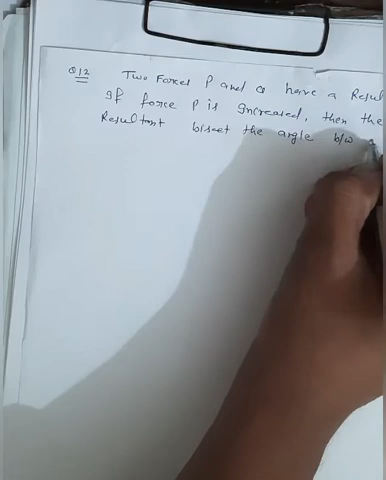 Q12 Two Forces P and Q have a Resul
If force P is Increased, then the
Resultant bisect the angle b/w